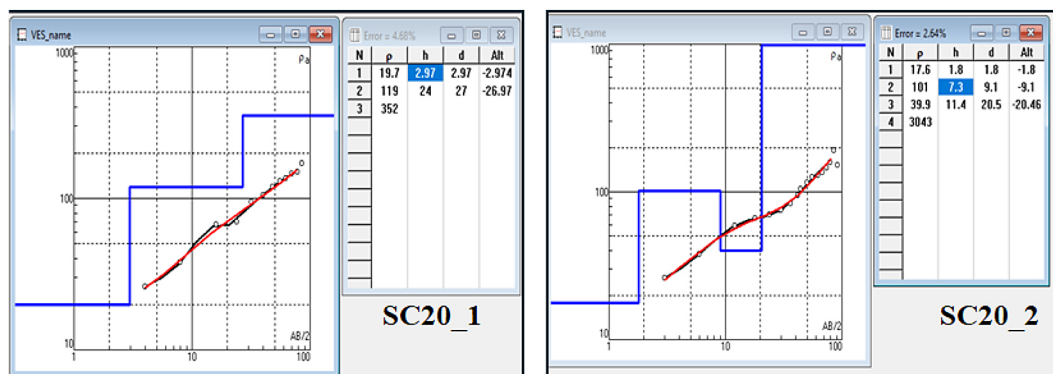 VES_name
1000
ρa
100
10
AB/2
1
10
100
Error = 4.68%
N ρ h d Alt
1 19.7 2.97 2.97 -2.974
2 119 24 27 -26.97
3 352
SC20_1
VES_name
1000
ρa
100
10
AB/2
1
10
100
Error = 2.64%
N ρ h d Alt
1 17.6 1.8 1.8 -1.8
2 101 7.3 9.1 -9.1
3 39.9 11.4 20.5 -20.46
4 3043
SC20_2